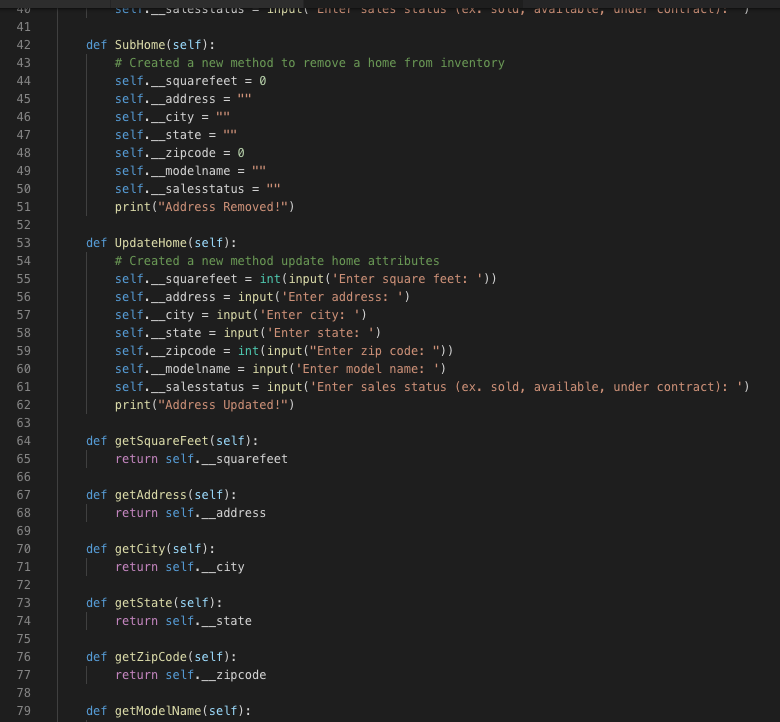 40 self.__salesstatus = input('Enter sales status (ex. sold, available, under contract): ')
41
42 def SubHome(self):
43 # Created a new method to remove a home from inventory
44 self.__squarefeet = 0
45 self.__address = ""
46 self.__city = ""
47 self.__state = ""
48 self.__zipcode = 0
49 self.__modelname = ""
50 self.__salesstatus = ""
51 print("Address Removed!")
52
53 def UpdateHome(self):
54 # Created a new method update home attributes
55 self.__squarefeet = int(input('Enter square feet: '))
56 self.__address = input('Enter address: ')
57 self.__city = input('Enter city: ')
58 self.__state = input('Enter state: ')
59 self.__zipcode = int(input("Enter zip code: "))
60 self.__modelname = input('Enter model name: ')
61 self.__salesstatus = input('Enter sales status (ex. sold, available, under contract): ')
62 print("Address Updated!")
63
64 def getSquareFeet(self):
65 return self.__squarefeet
66
67 def getAddress(self):
68 return self.__address
69
70 def getCity(self):
71 return self.__city
72
73 def getState(self):
74 return self.__state
75
76 def getZipCode(self):
77 return self.__zipcode
78
79 def getModelName(self):